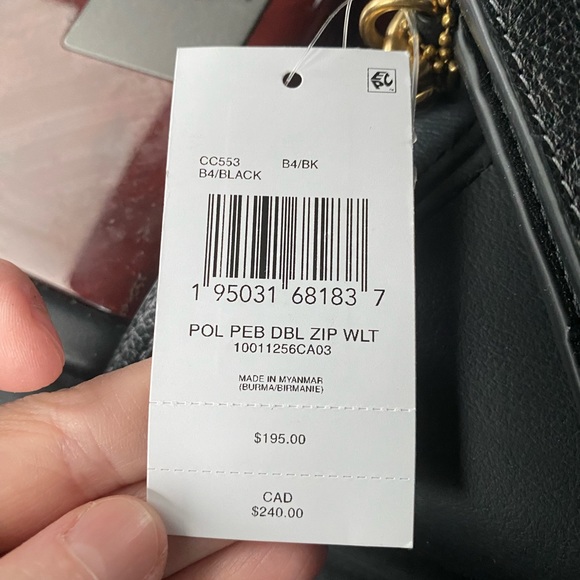 CC553 B4/BK
B4/BLACK
1 95031 68183 7
POL PEB DBL ZIP WLT
10011256CA03
MADE IN MYANMAR
(BURMA/BIRMANIE)
$195.00
CAD
$240.00